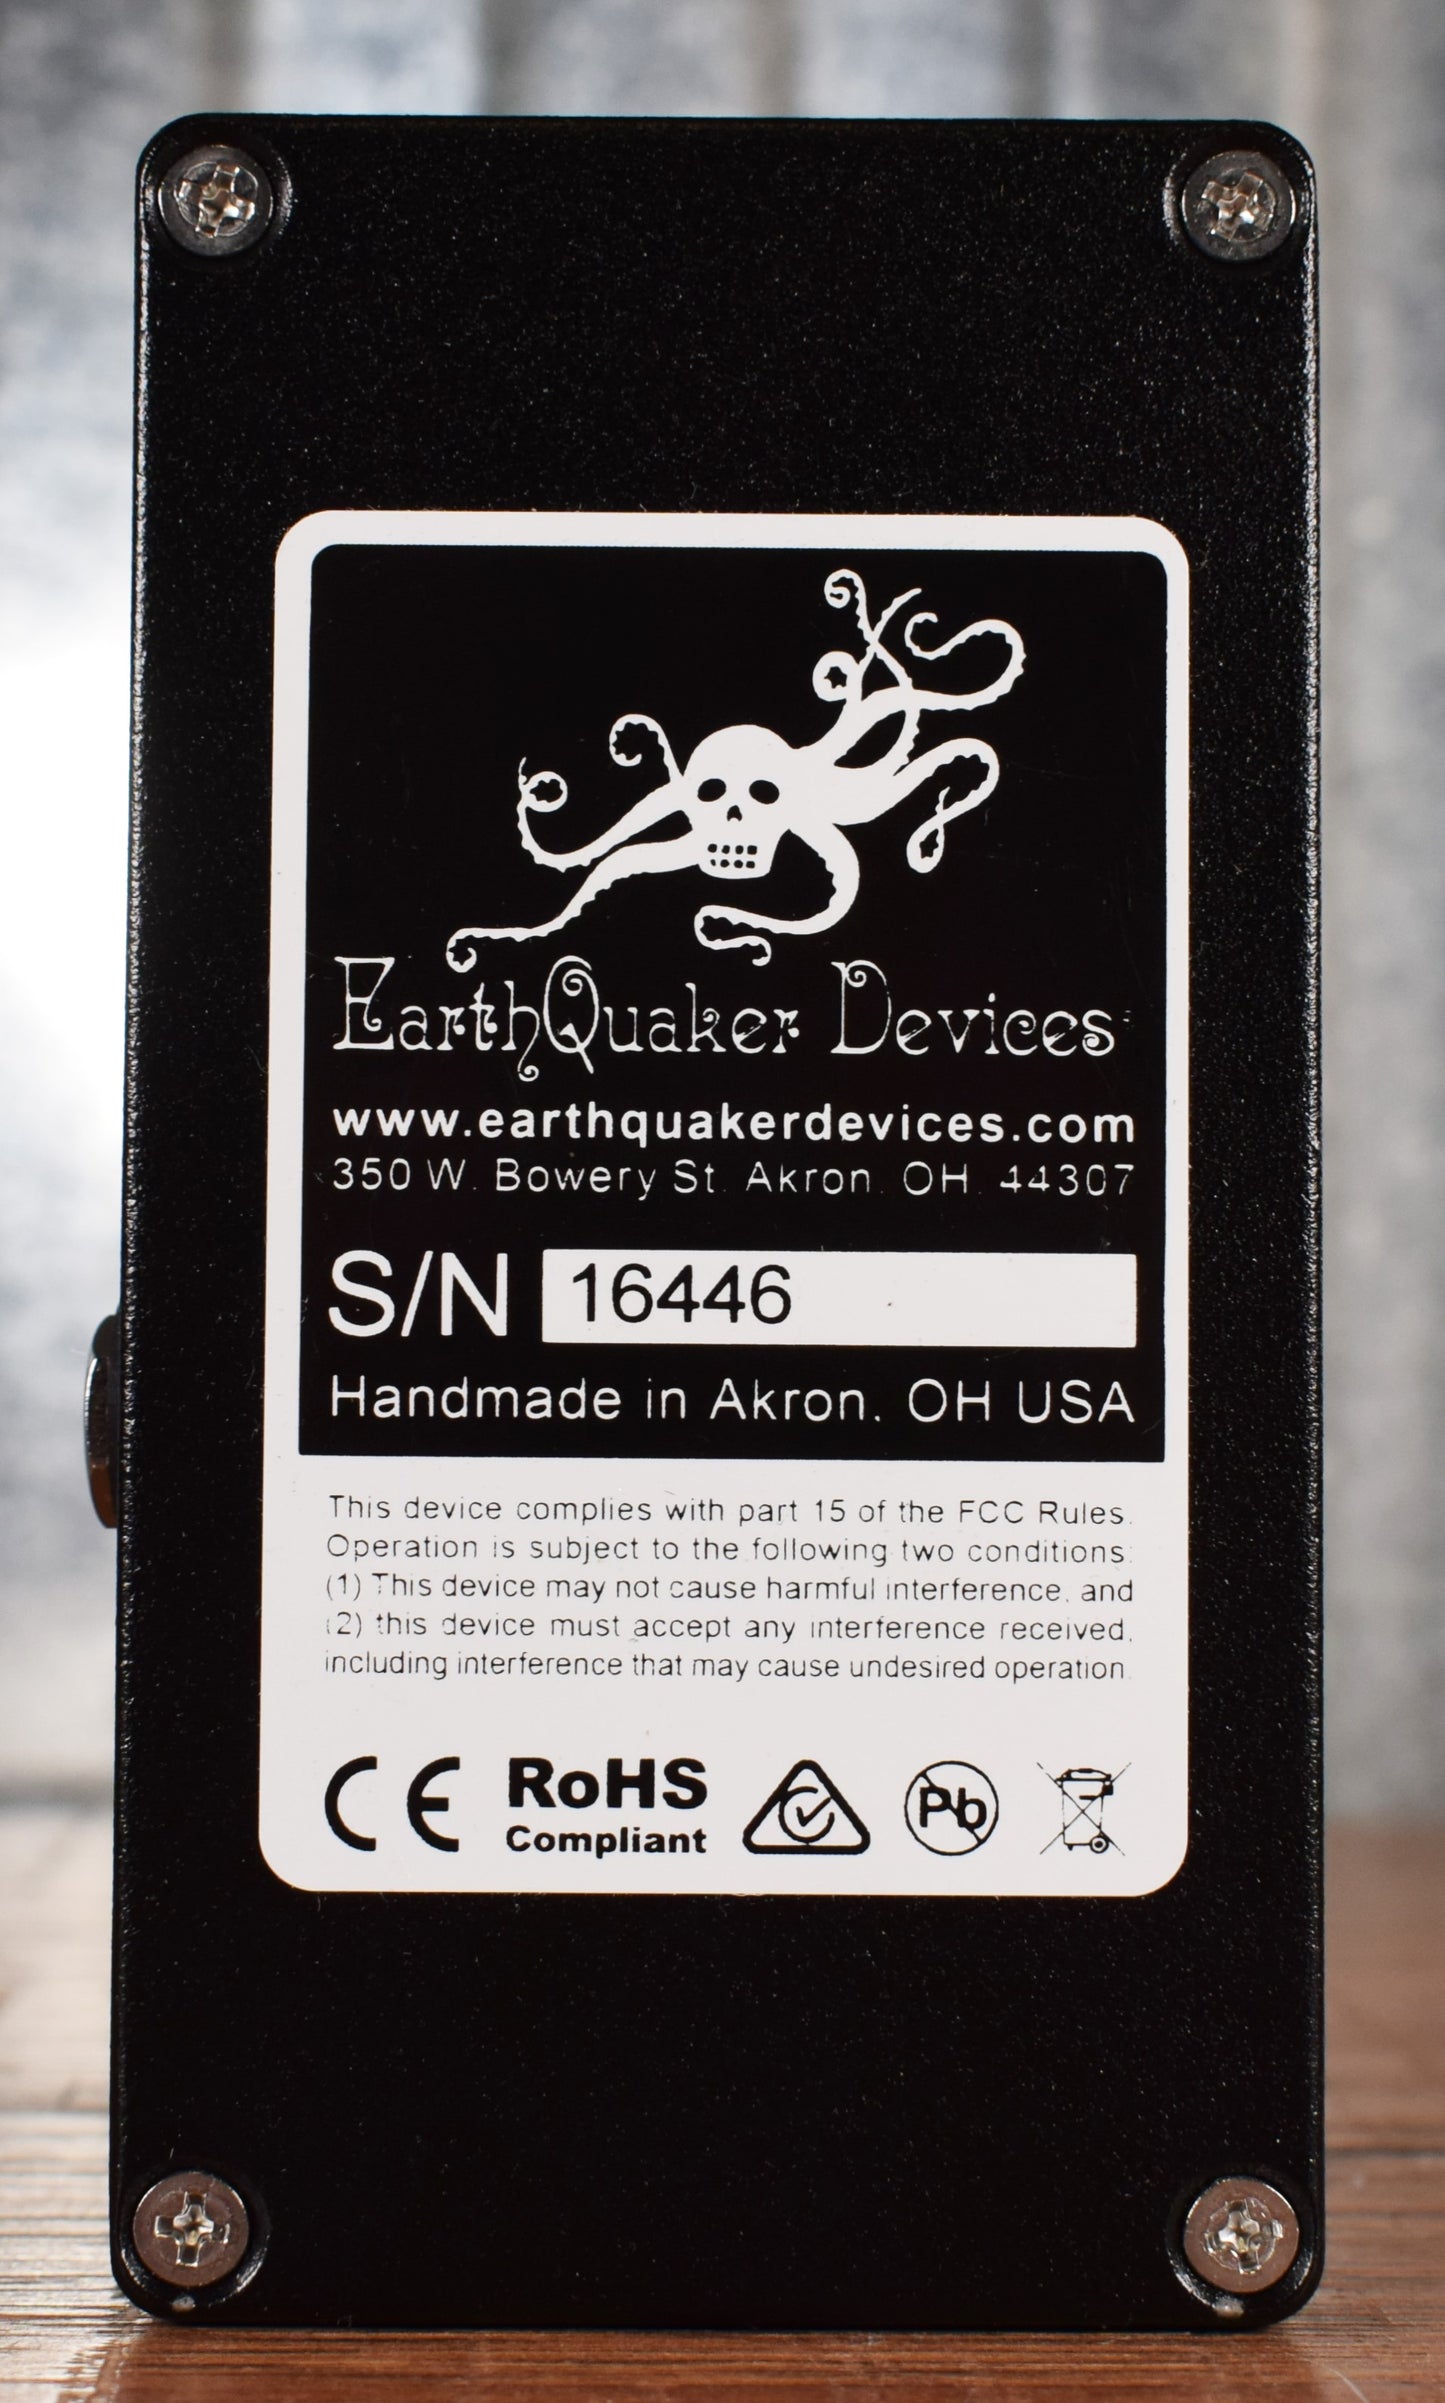 EarthQuaker Devices
www.earthquakerdevices.com
350 W. Bowery St. Akron, OH. 44307
S/N 16446
Handmade in Akron, OH USA
This device complies with part 15 of the FCC Rules.
Operation is subject to the following two conditions:
(1) This device may not cause harmful interference, and
(2) this device must accept any interference received,
including interference that may cause undesired operation.
CE RoHS Pb
Compliant